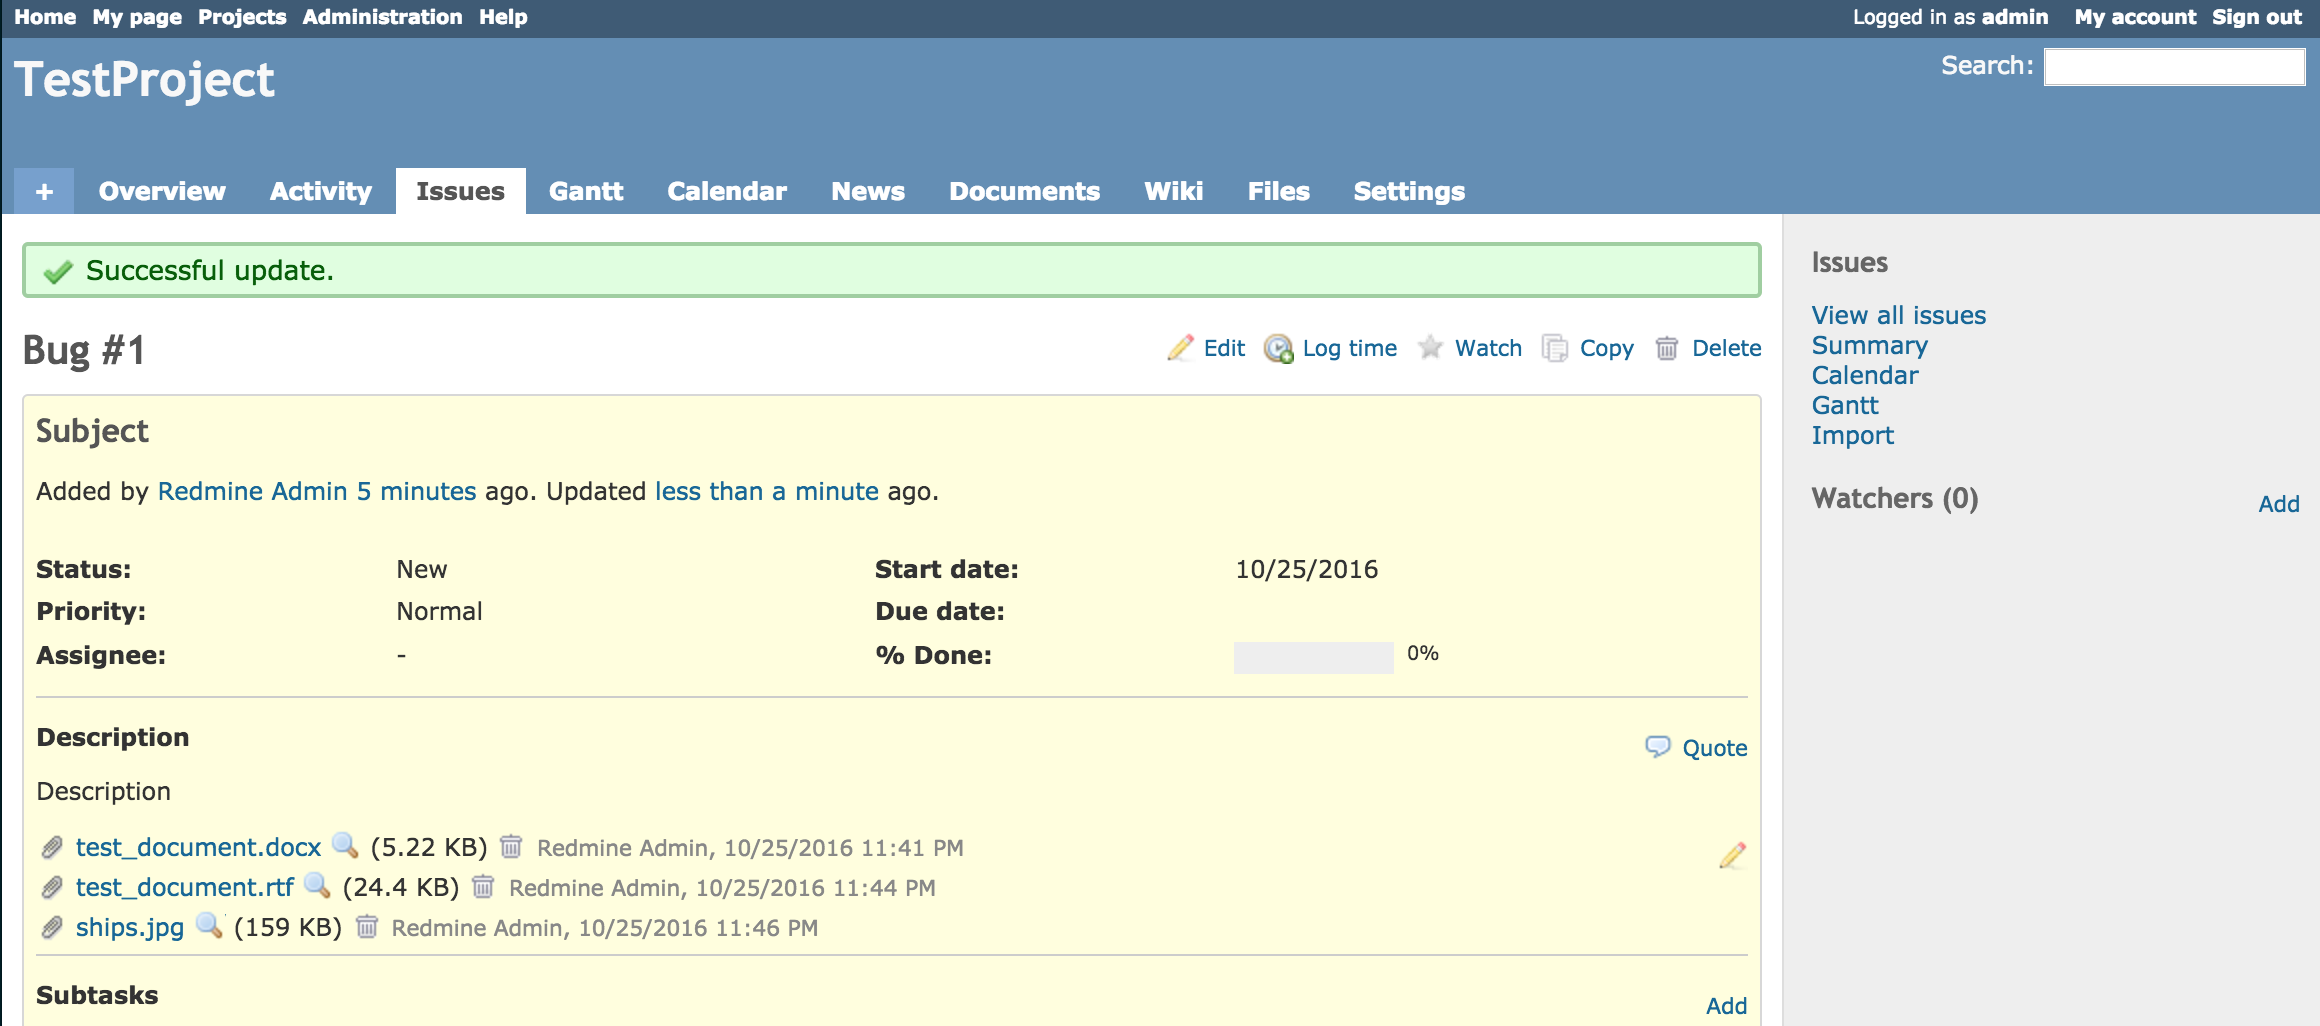 Home My page Projects Administration Help Logged in as admin My account Sign out
TestProject Search:
+ Overview Activity Issues Gantt Calendar News Documents Wiki Files Settings
Successful update.
Bug #1 Edit Log time Watch Copy Delete
Subject
Added by Redmine Admin 5 minutes ago. Updated less than a minute ago.
Status: New Start date: 10/25/2016
Priority: Normal Due date:
Assignee: - % Done: 0%
Description
Quote
Description
test_document.docx (5.22 KB) Redmine Admin, 10/25/2016 11:41 PM
test_document.rtf (24.4 KB) Redmine Admin, 10/25/2016 11:44 PM
ships.jpg (159 KB) Redmine Admin, 10/25/2016 11:46 PM
Subtasks
Add
Issues
View all issues
Summary
Calendar
Gantt
Import
Watchers (0) Add